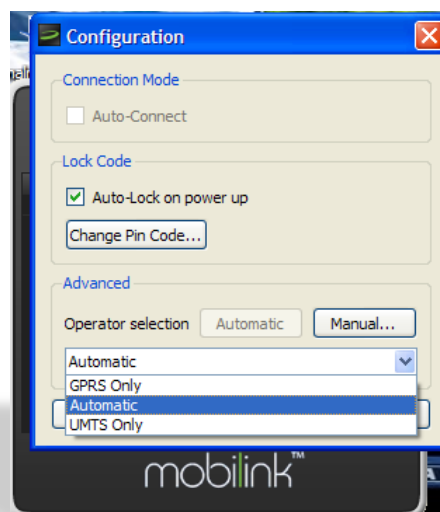 Configuration
Connection Mode
Auto-Connect
Lock Code
Auto-Lock on power up
Change Pin Code...
Advanced
Operator selection Automatic Manual...
Automatic
GPRS Only
Automatic
UMTS Only
mobilink™